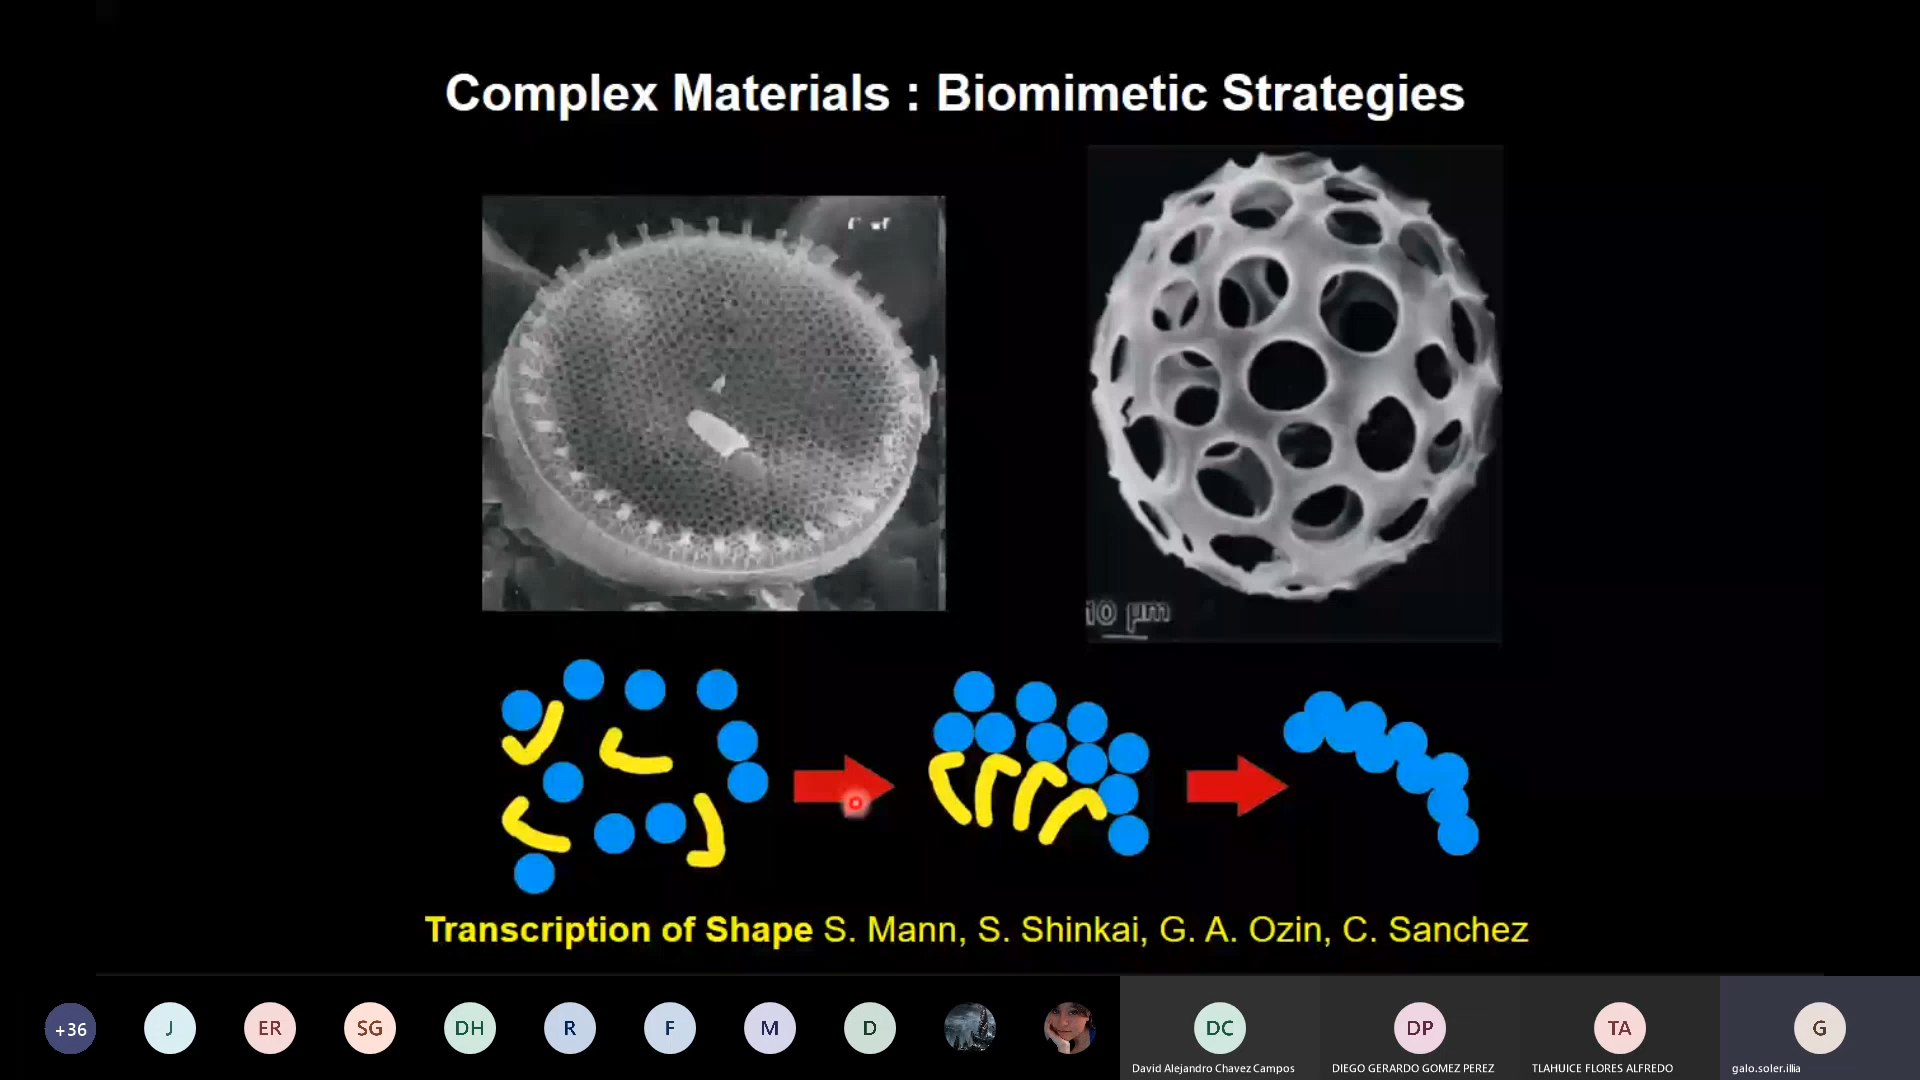 Complex Materials : Biomimetic Strategies
10 µm
Transcription of Shape S. Mann, S. Shinkai, G. A. Ozin, C. Sanchez
+36
J
ER
SG
DH
R
F
M
D
DC
DP
TA
G
David Alejandro Chavez Campos
DIEGO GERARDO GOMEZ PEREZ
TLAHUICE FLORES ALFREDO
galo.soler.illia